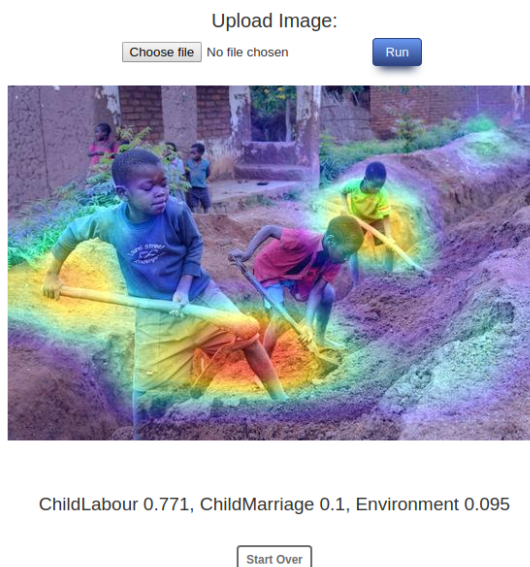 Upload Image:
Choose file No file chosen Run
ChildLabour 0.771, ChildMarriage 0.1, Environment 0.095
Start Over